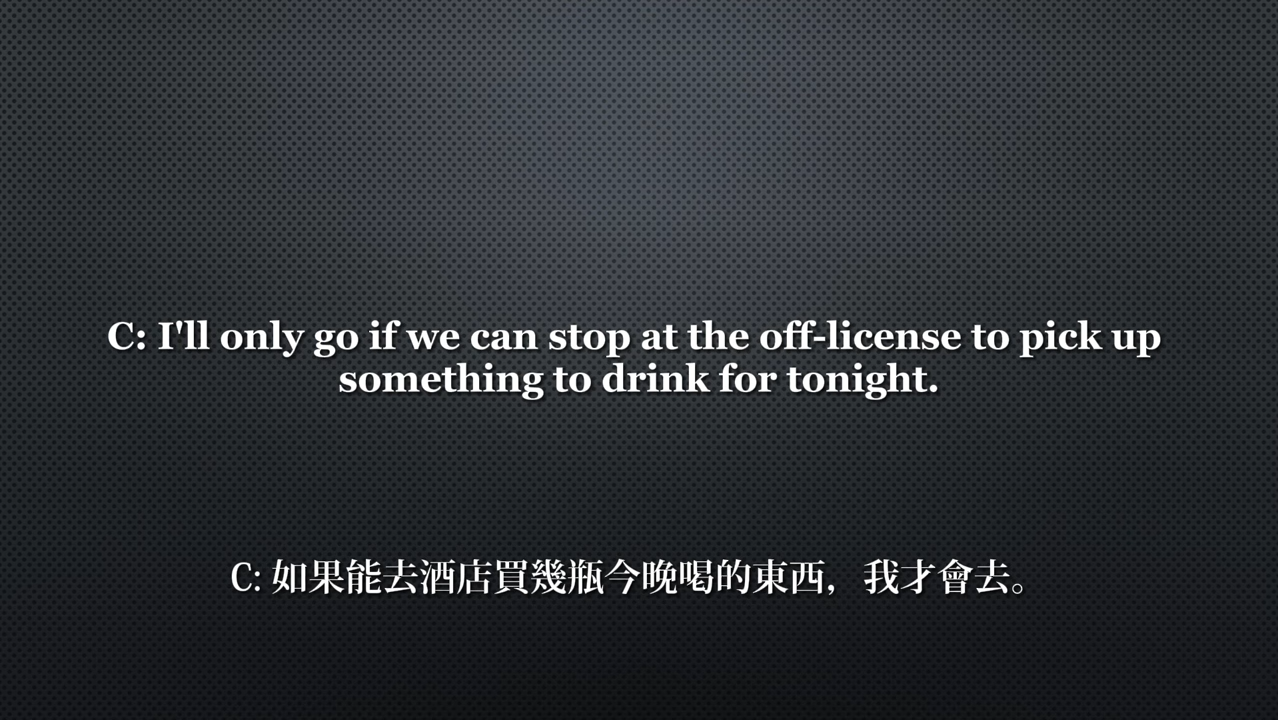 C: I'll only go if we can stop at the off-license to pick up
something to drink for tonight.
C: 如果能去酒店買幾瓶今晚喝的東西，我才會去。